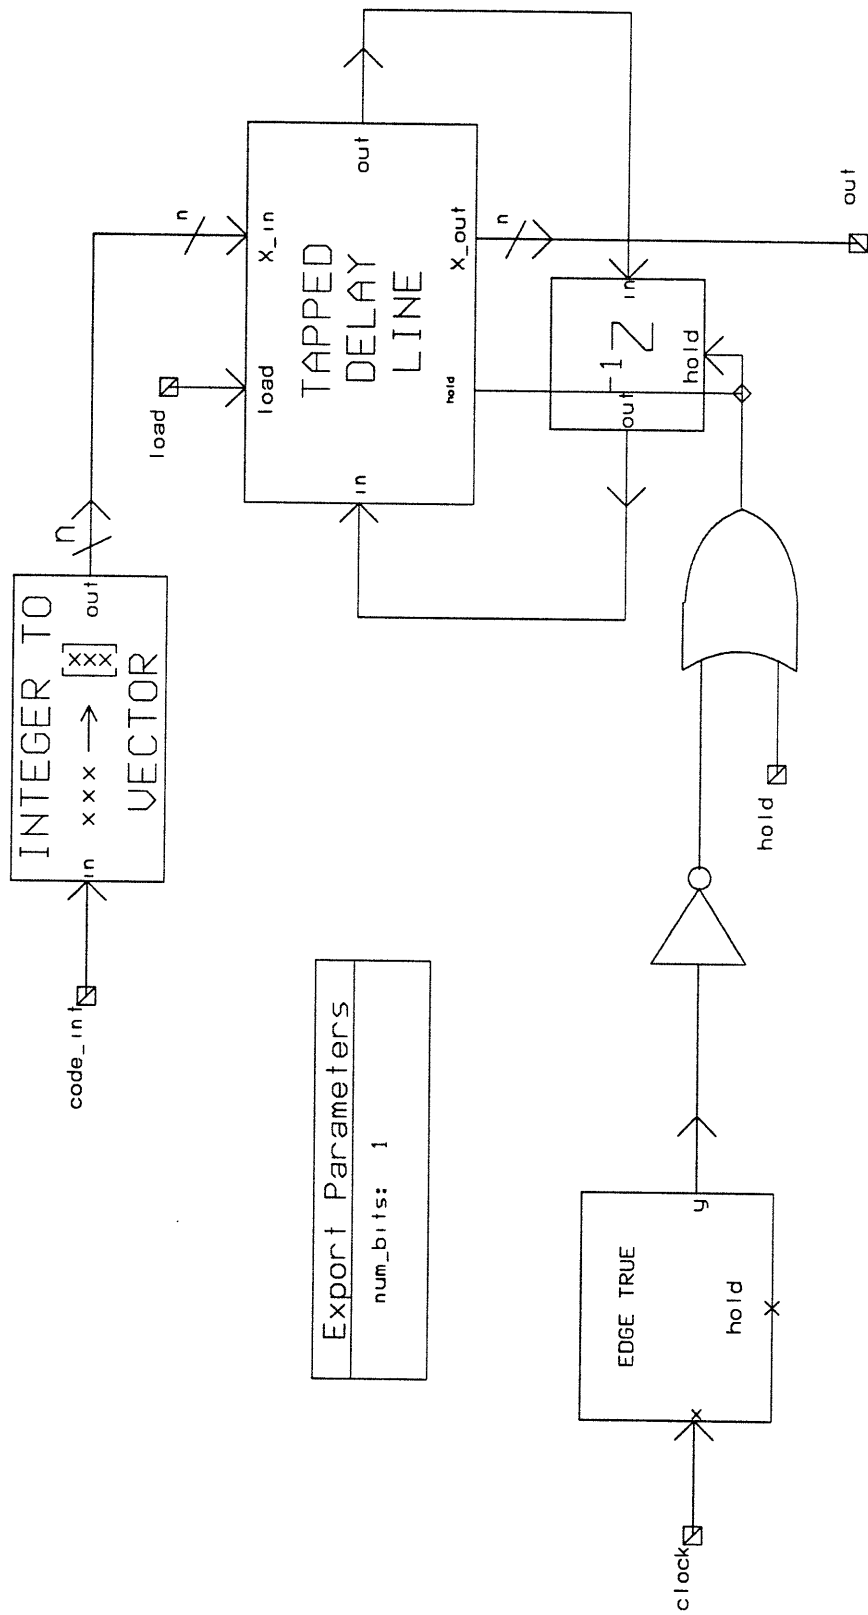 code_int
in
INTEGER TO
xxx → [xxx]
VECTOR
out
n
n
load
load
X_in
in
TAPPED
DELAY
LINE
out
hold
X_out
n
out
in
Z⁻¹
out
hold
Export Parameters
num_bits: 1
clock
x
EDGE TRUE
hold
y
hold